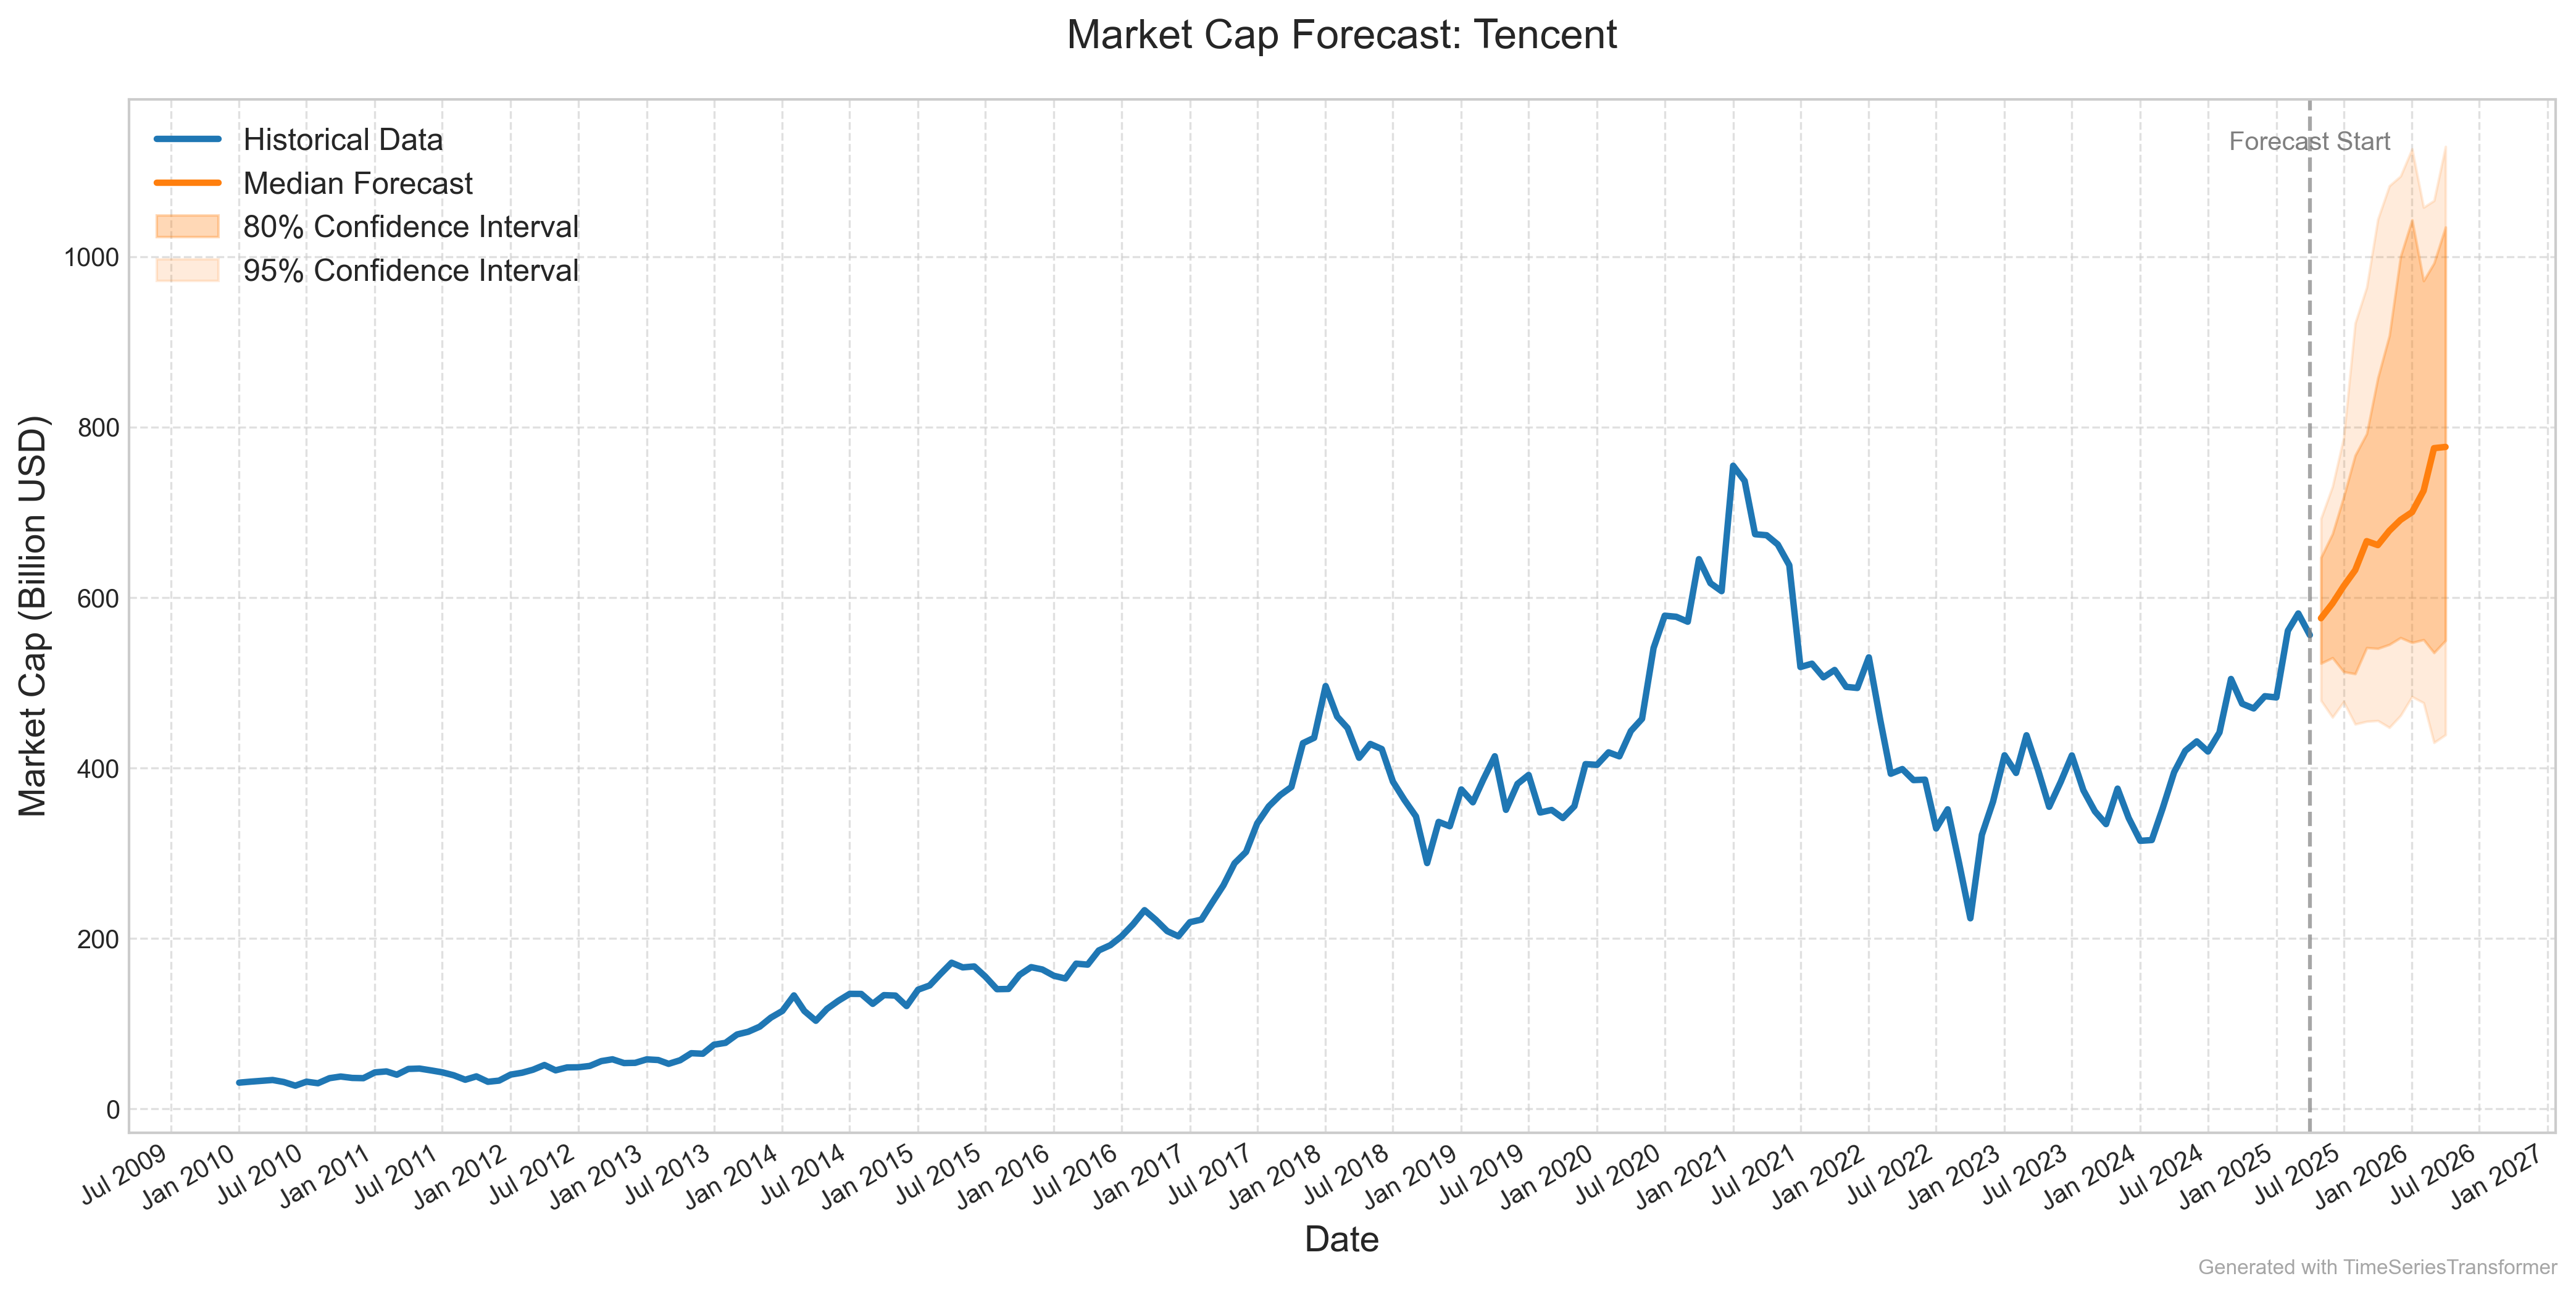 Market Cap Forecast: Tencent
Historical Data
Median Forecast
80% Confidence Interval
95% Confidence Interval
Forecast Start
Market Cap (Billion USD)
1000
800
600
400
200
0
Jul 2009
Jan 2010
Jul 2010
Jan 2011
Jul 2011
Jan 2012
Jul 2012
Jan 2013
Jul 2013
Jan 2014
Jul 2014
Jan 2015
Jul 2015
Jan 2016
Jul 2016
Jan 2017
Jul 2017
Jan 2018
Jul 2018
Jan 2019
Jul 2019
Jan 2020
Jul 2020
Jan 2021
Jul 2021
Jan 2022
Jul 2022
Jan 2023
Jul 2023
Jan 2024
Jul 2024
Jan 2025
Jul 2025
Jan 2026
Jul 2026
Jan 2027
Date
Generated with TimeSeriesTransformer